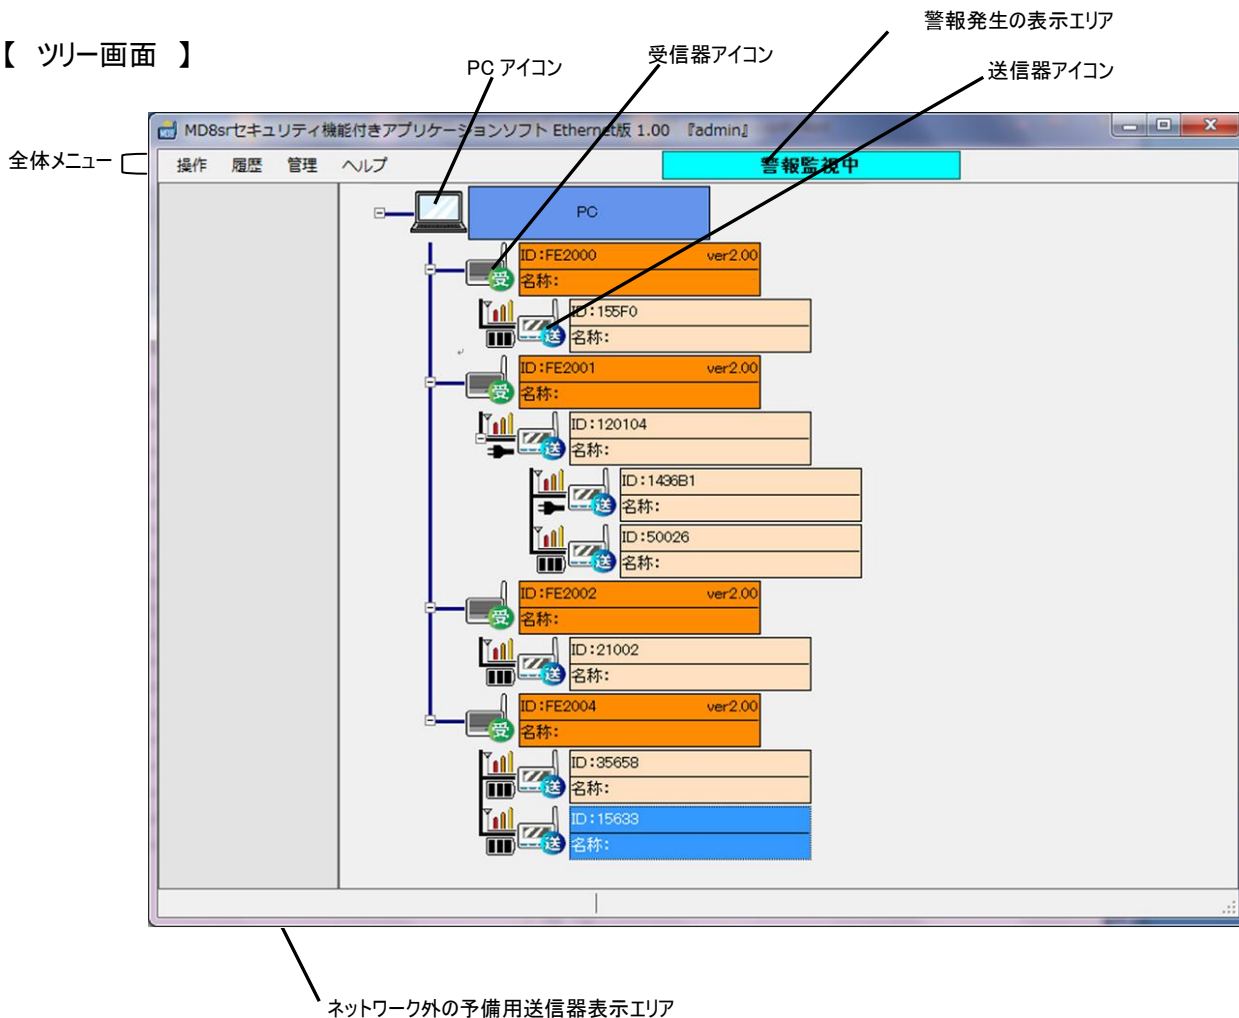 警報発生の表示エリア
【 ツリー画面 】
PC アイコン
受信器アイコン
送信器アイコン
MD8srセキュリティ機能付きアプリケーションソフト Ethernet版 1.00 『admin』
全体メニュー
操作 履歴 管理 ヘルプ
警報監視中
PC
ID:FE2000 ver2.00
受 名称:
ID:155F0
送 名称:
ID:FE2001 ver2.00
受 名称:
ID:120104
送 名称:
ID:1436B1
送 名称:
ID:50026
送 名称:
ID:FE2002 ver2.00
受 名称:
ID:21002
送 名称:
ID:FE2004 ver2.00
受 名称:
ID:35658
送 名称:
ID:15633
送 名称:
ネットワーク外の予備用送信器表示エリア